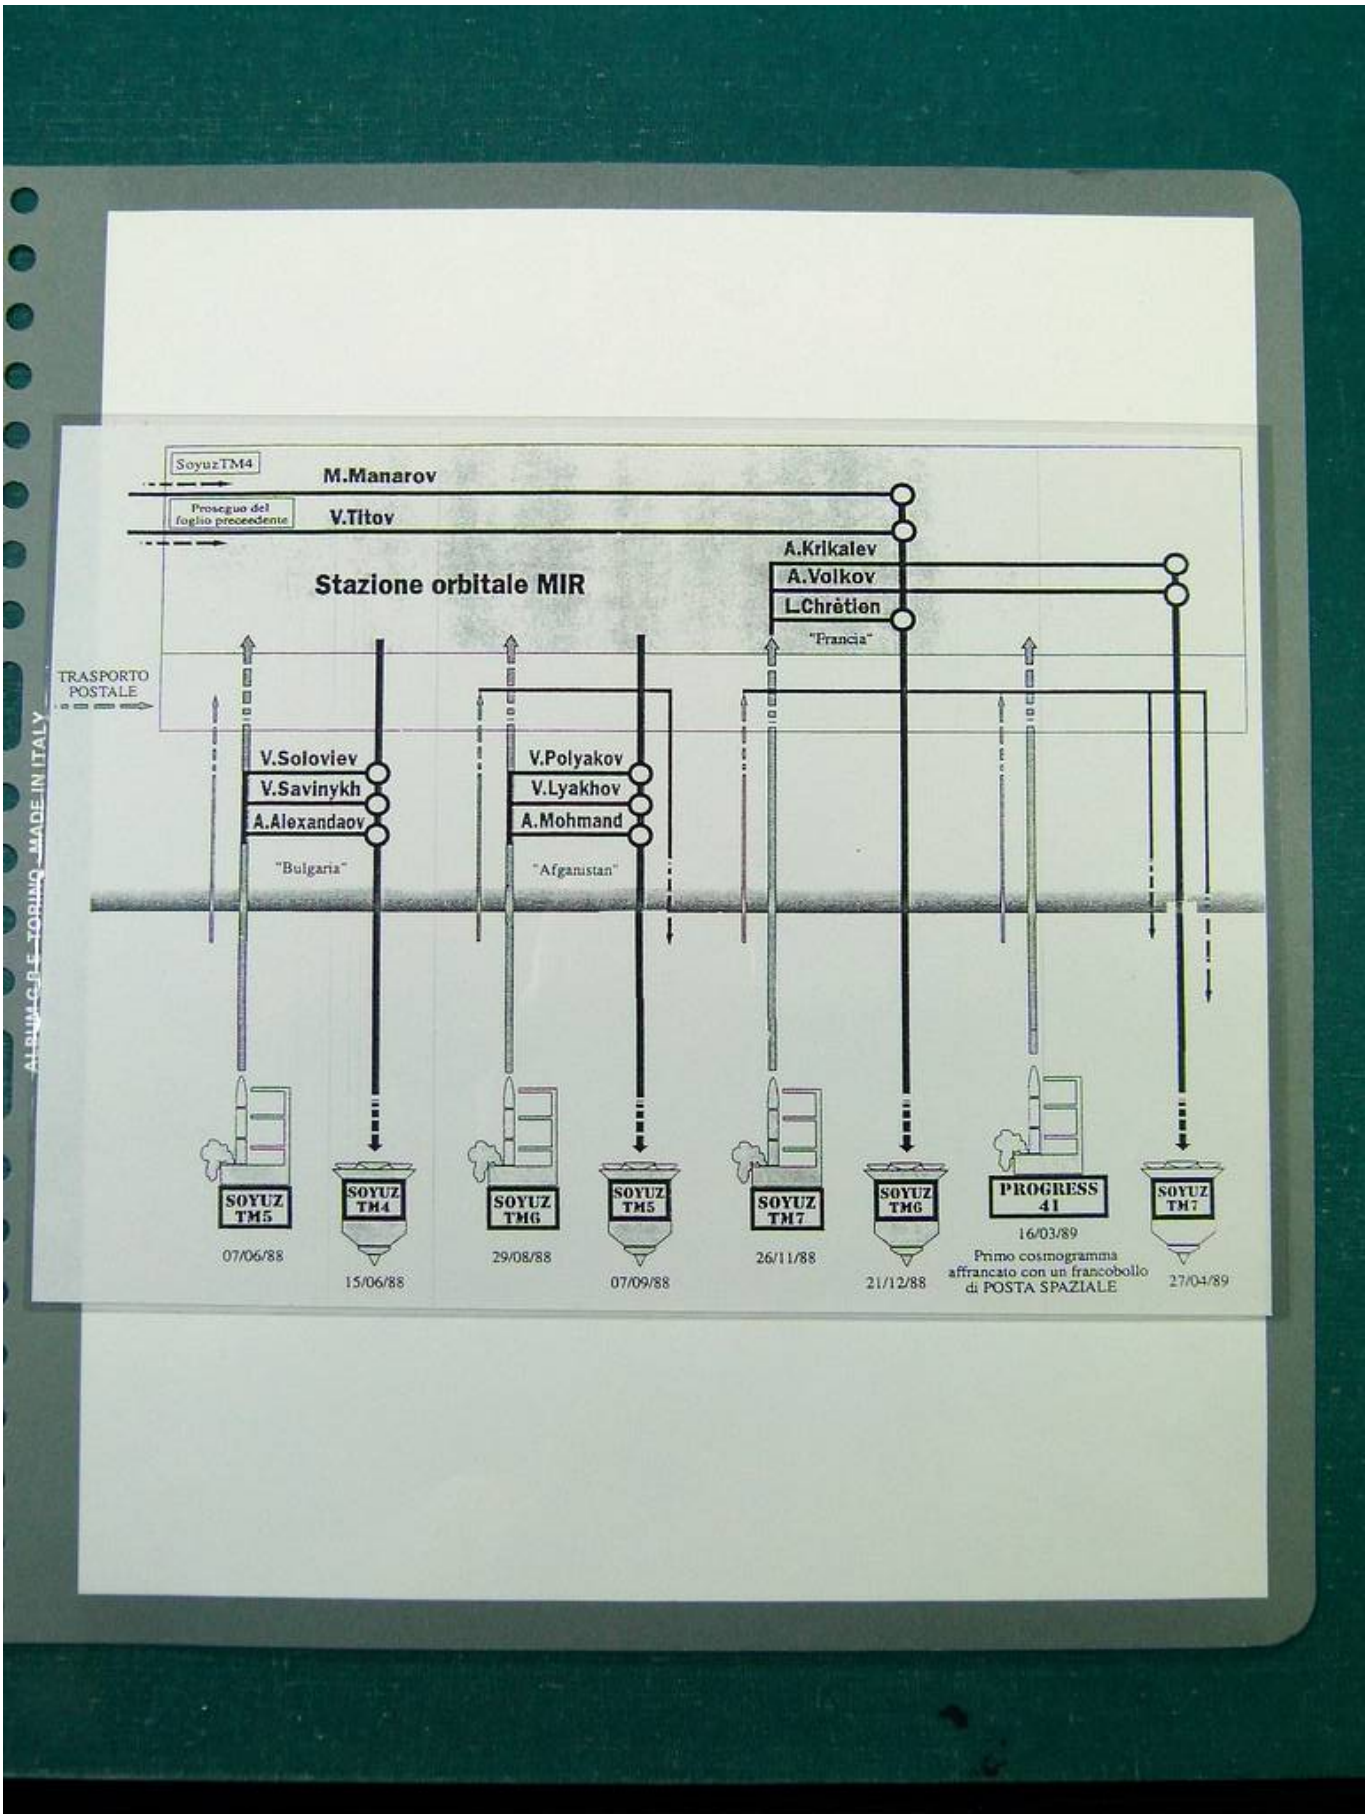 SoyuzTM4
M.Manarov
Proseguo del
foglio preceedente
V.Titov
A.Krikalev
A.Volkov
L.Chrètien
"Francia"
Stazione orbitale MIR
TRASPORTO
POSTALE
V.Soloviev
V.Savinykh
A.Alexandaov
"Bulgaria"
V.Polyakov
V.Lyakhov
A.Mohmand
"Afganistan"
ALBUM C.P.E. TORINO MADE IN ITALY
SOYUZ
TM5
07/06/88
SOYUZ
TM4
15/06/88
SOYUZ
TM6
29/08/88
SOYUZ
TM5
07/09/88
SOYUZ
TM7
26/11/88
SOYUZ
TM6
21/12/88
PROGRESS
41
16/03/89
Primo cosmogramma
affrancato con un francobollo
di POSTA SPAZIALE
SOYUZ
TM7
27/04/89